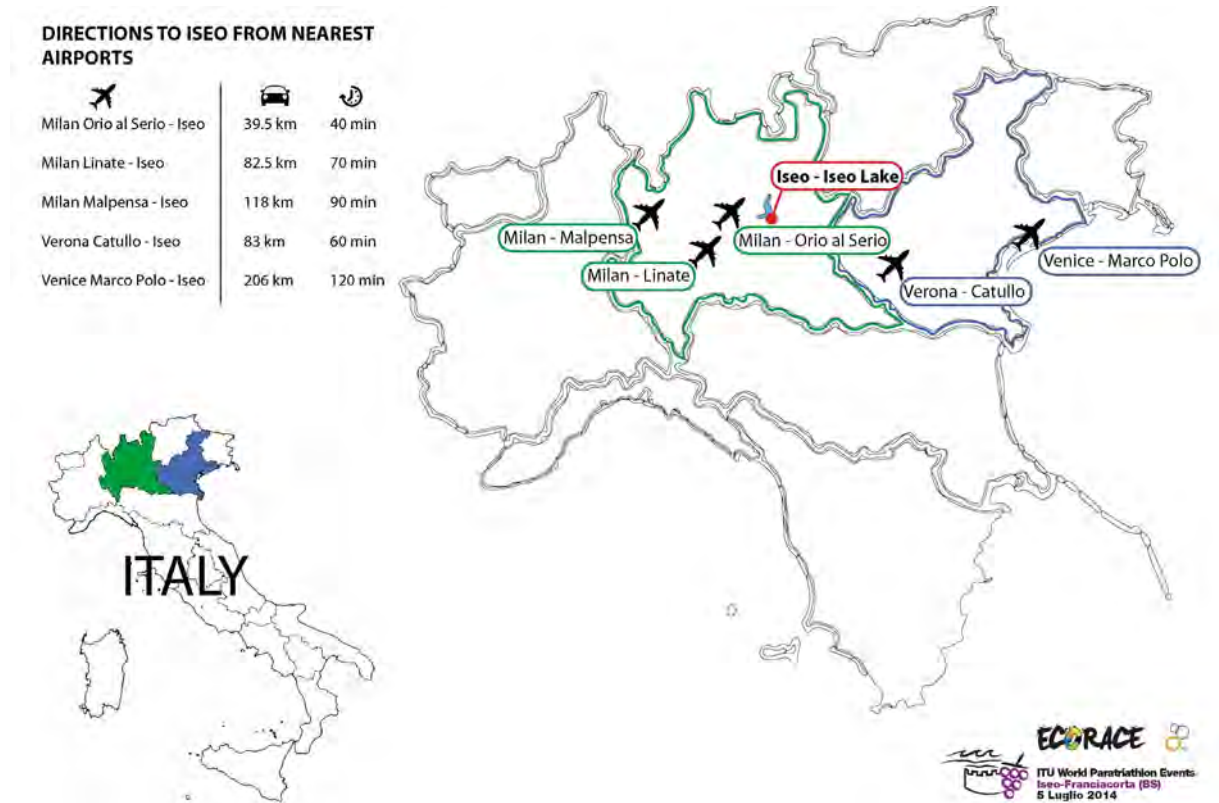 DIRECTIONS TO ISEO FROM NEAREST
AIRPORTS
Milan Orio al Serio - Iseo 39.5 km 40 min
Milan Linate - Iseo 82.5 km 70 min
Milan Malpensa - Iseo 118 km 90 min
Verona Catullo - Iseo 83 km 60 min
Venice Marco Polo - Iseo 206 km 120 min
Iseo - Iseo Lake
Milan - Malpensa
Milan - Orio al Serio
Milan - Linate
Venice - Marco Polo
Verona - Catullo
ITALY
ECORACE
ITU World Paratriathlon Events
Iseo-Franciacorta (BS)
5 Luglio 2014